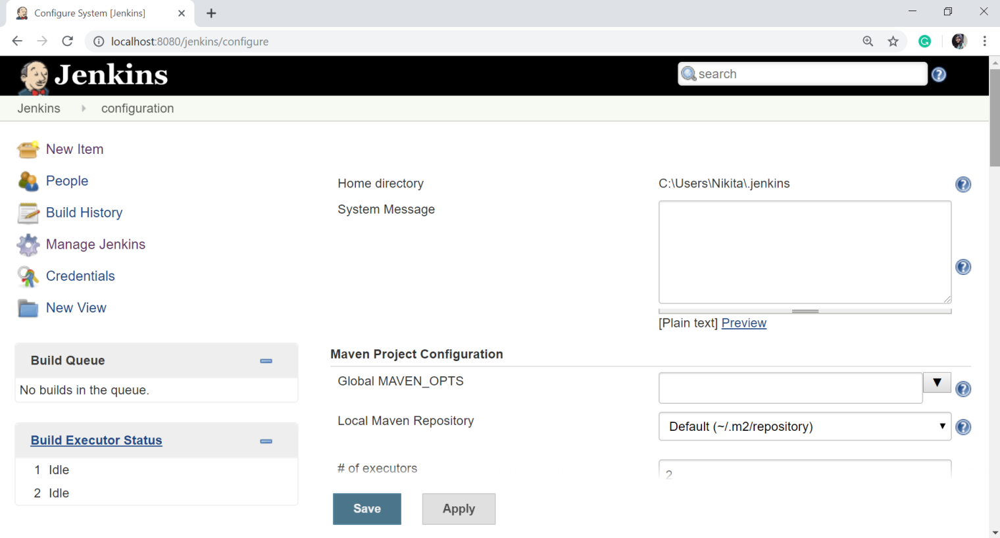 Configure System [Jenkins]
localhost:8080/jenkins/configure
Jenkins
search
Jenkins configuration
New Item
People
Build History
Manage Jenkins
Credentials
New View
Build Queue
No builds in the queue.
Build Executor Status
1 Idle
2 Idle
Home directory C:\Users\Nikita\.jenkins
System Message
[Plain text] Preview
Maven Project Configuration
Global MAVEN_OPTS
Local Maven Repository Default (~/.m2/repository)
# of executors 2
Save Apply